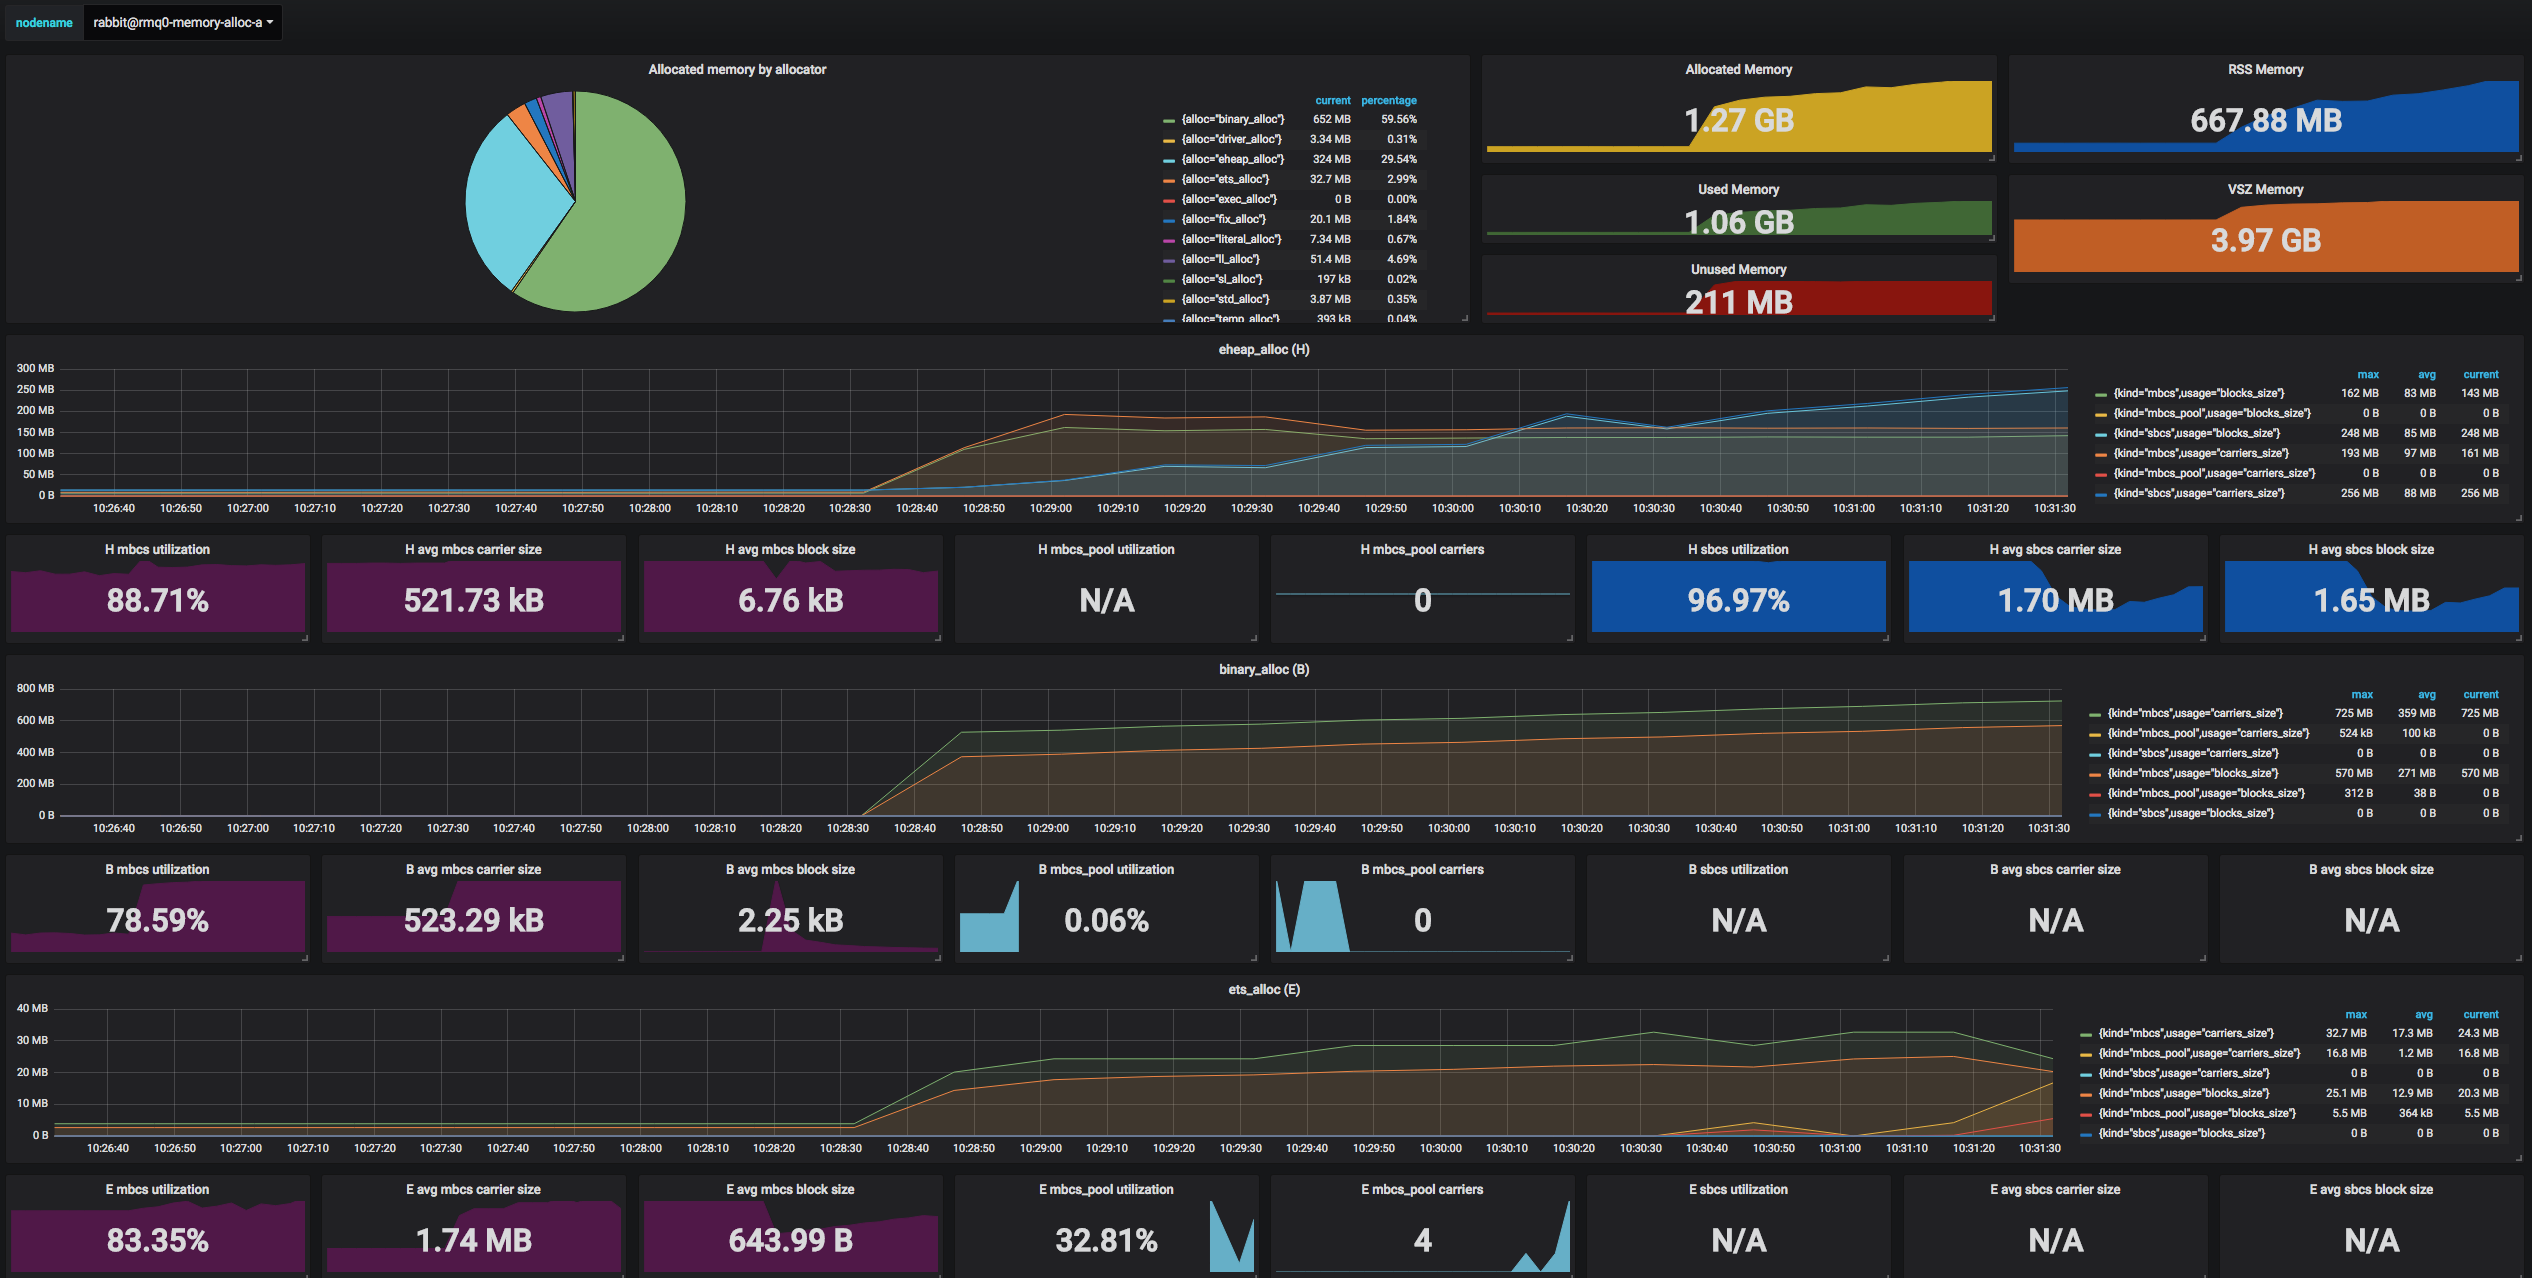 nodename rabbit@rmq0-memory-alloc-a
Allocated memory by allocator
current percentage
{alloc="binary_alloc"} 652 MB 59.56%
{alloc="driver_alloc"} 3.34 MB 0.31%
{alloc="eheap_alloc"} 324 MB 29.54%
{alloc="ets_alloc"} 32.7 MB 2.99%
{alloc="exec_alloc"} 0 B 0.00%
{alloc="fix_alloc"} 20.1 MB 1.84%
{alloc="literal_alloc"} 7.34 MB 0.67%
{alloc="ll_alloc"} 51.4 MB 4.69%
{alloc="sl_alloc"} 197 kB 0.02%
{alloc="std_alloc"} 3.87 MB 0.35%
{alloc="temp_alloc"} 393 kB 0.04%
Allocated Memory
1.27 GB
Used Memory
1.06 GB
Unused Memory
211 MB
RSS Memory
667.88 MB
VSZ Memory
3.97 GB
eheap_alloc (H)
300 MB
250 MB
200 MB
150 MB
100 MB
50 MB
0 B
10:26:40 10:26:50 10:27:00 10:27:10 10:27:20 10:27:30 10:27:40 10:27:50 10:28:00 10:28:10 10:28:20 10:28:30 10:28:40 10:28:50 10:29:00 10:29:10 10:29:20 10:29:30 10:29:40 10:29:50 10:30:00 10:30:10 10:30:20 10:30:30 10:30:40 10:30:50 10:31:00 10:31:10 10:31:20 10:31:30
max avg current
{kind="mbcs",usage="blocks_size"} 162 MB 83 MB 143 MB
{kind="mbcs_pool",usage="blocks_size"} 0 B 0 B 0 B
{kind="sbcs",usage="blocks_size"} 248 MB 85 MB 248 MB
{kind="mbcs",usage="carriers_size"} 193 MB 97 MB 161 MB
{kind="mbcs_pool",usage="carriers_size"} 0 B 0 B 0 B
{kind="sbcs",usage="carriers_size"} 256 MB 88 MB 256 MB
H mbcs utilization
88.71%
H avg mbcs carrier size
521.73 kB
H avg mbcs block size
6.76 kB
H mbcs_pool utilization
N/A
H mbcs_pool carriers
0
H sbcs utilization
96.97%
H avg sbcs carrier size
1.70 MB
H avg sbcs block size
1.65 MB
binary_alloc (B)
800 MB
600 MB
400 MB
200 MB
0 B
10:26:40 10:26:50 10:27:00 10:27:10 10:27:20 10:27:30 10:27:40 10:27:50 10:28:00 10:28:10 10:28:20 10:28:30 10:28:40 10:28:50 10:29:00 10:29:10 10:29:20 10:29:30 10:29:40 10:29:50 10:30:00 10:30:10 10:30:20 10:30:30 10:30:40 10:30:50 10:31:00 10:31:10 10:31:20 10:31:30
max avg current
{kind="mbcs",usage="carriers_size"} 725 MB 359 MB 725 MB
{kind="mbcs_pool",usage="carriers_size"} 524 kB 100 kB 0 B
{kind="sbcs",usage="carriers_size"} 0 B 0 B 0 B
{kind="mbcs",usage="blocks_size"} 570 MB 271 MB 570 MB
{kind="mbcs_pool",usage="blocks_size"} 312 B 38 B 0 B
{kind="sbcs",usage="blocks_size"} 0 B 0 B 0 B
B mbcs utilization
78.59%
B avg mbcs carrier size
523.29 kB
B avg mbcs block size
2.25 kB
B mbcs_pool utilization
0.06%
B mbcs_pool carriers
0
B sbcs utilization
N/A
B avg sbcs carrier size
N/A
B avg sbcs block size
N/A
ets_alloc (E)
40 MB
30 MB
20 MB
10 MB
0 B
10:26:40 10:26:50 10:27:00 10:27:10 10:27:20 10:27:30 10:27:40 10:27:50 10:28:00 10:28:10 10:28:20 10:28:30 10:28:40 10:28:50 10:29:00 10:29:10 10:29:20 10:29:30 10:29:40 10:29:50 10:30:00 10:30:10 10:30:20 10:30:30 10:30:40 10:30:50 10:31:00 10:31:10 10:31:20 10:31:30
max avg current
{kind="mbcs",usage="carriers_size"} 32.7 MB 17.3 MB 24.3 MB
{kind="mbcs_pool",usage="carriers_size"} 16.8 MB 1.2 MB 16.8 MB
{kind="sbcs",usage="carriers_size"} 0 B 0 B 0 B
{kind="mbcs",usage="blocks_size"} 25.1 MB 12.9 MB 20.3 MB
{kind="mbcs_pool",usage="blocks_size"} 5.5 MB 364 kB 5.5 MB
{kind="sbcs",usage="blocks_size"} 0 B 0 B 0 B
E mbcs utilization
83.35%
E avg mbcs carrier size
1.74 MB
E avg mbcs block size
643.99 B
E mbcs_pool utilization
32.81%
E mbcs_pool carriers
4
E sbcs utilization
N/A
E avg sbcs carrier size
N/A
E avg sbcs block size
N/A